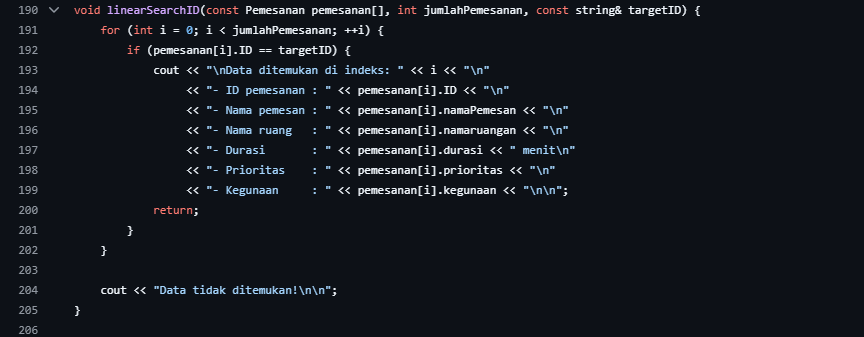 190 void linearSearchID(const Pemesanan pemesanan[], int jumlahPemesanan, const string& targetID) {
191     for (int i = 0; i < jumlahPemesanan; ++i) {
192         if (pemesanan[i].ID == targetID) {
193             cout << "\nData ditemukan di indeks: " << i << "\n"
194                  << "- ID pemesanan : " << pemesanan[i].ID << "\n"
195                  << "- Nama pemesan : " << pemesanan[i].namaPemesan << "\n"
196                  << "- Nama ruang   : " << pemesanan[i].namaruangan << "\n"
197                  << "- Durasi       : " << pemesanan[i].durasi << " menit\n"
198                  << "- Prioritas    : " << pemesanan[i].prioritas << "\n"
199                  << "- Kegunaan     : " << pemesanan[i].kegunaan << "\n\n";
200             return;
201         }
202     }
203
204     cout << "Data tidak ditemukan!\n\n";
205 }
206